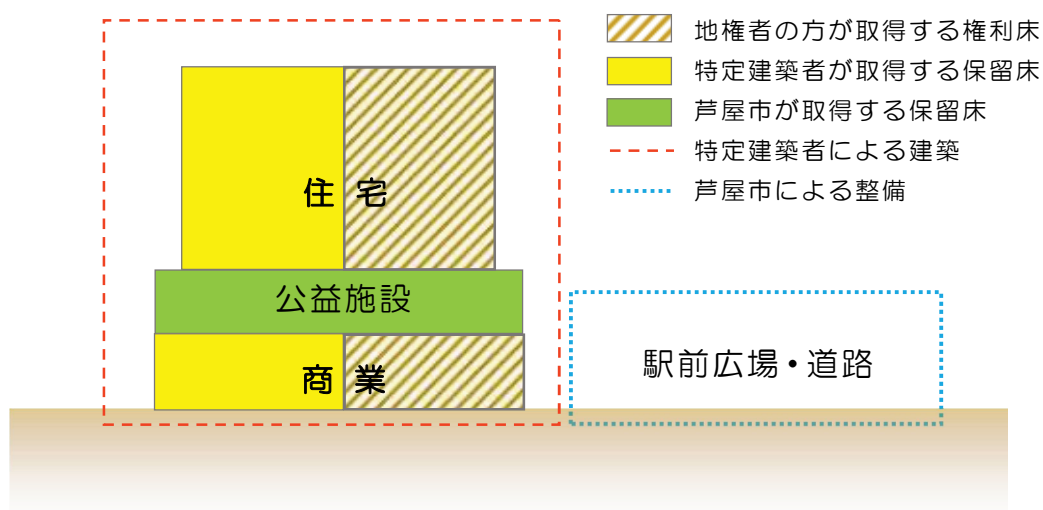 地権者の方が取得する権利床
特定建築者が取得する保留床
芦屋市が取得する保留床
特定建築者による建築
芦屋市による整備
住宅
公益施設
商業
駅前広場・道路